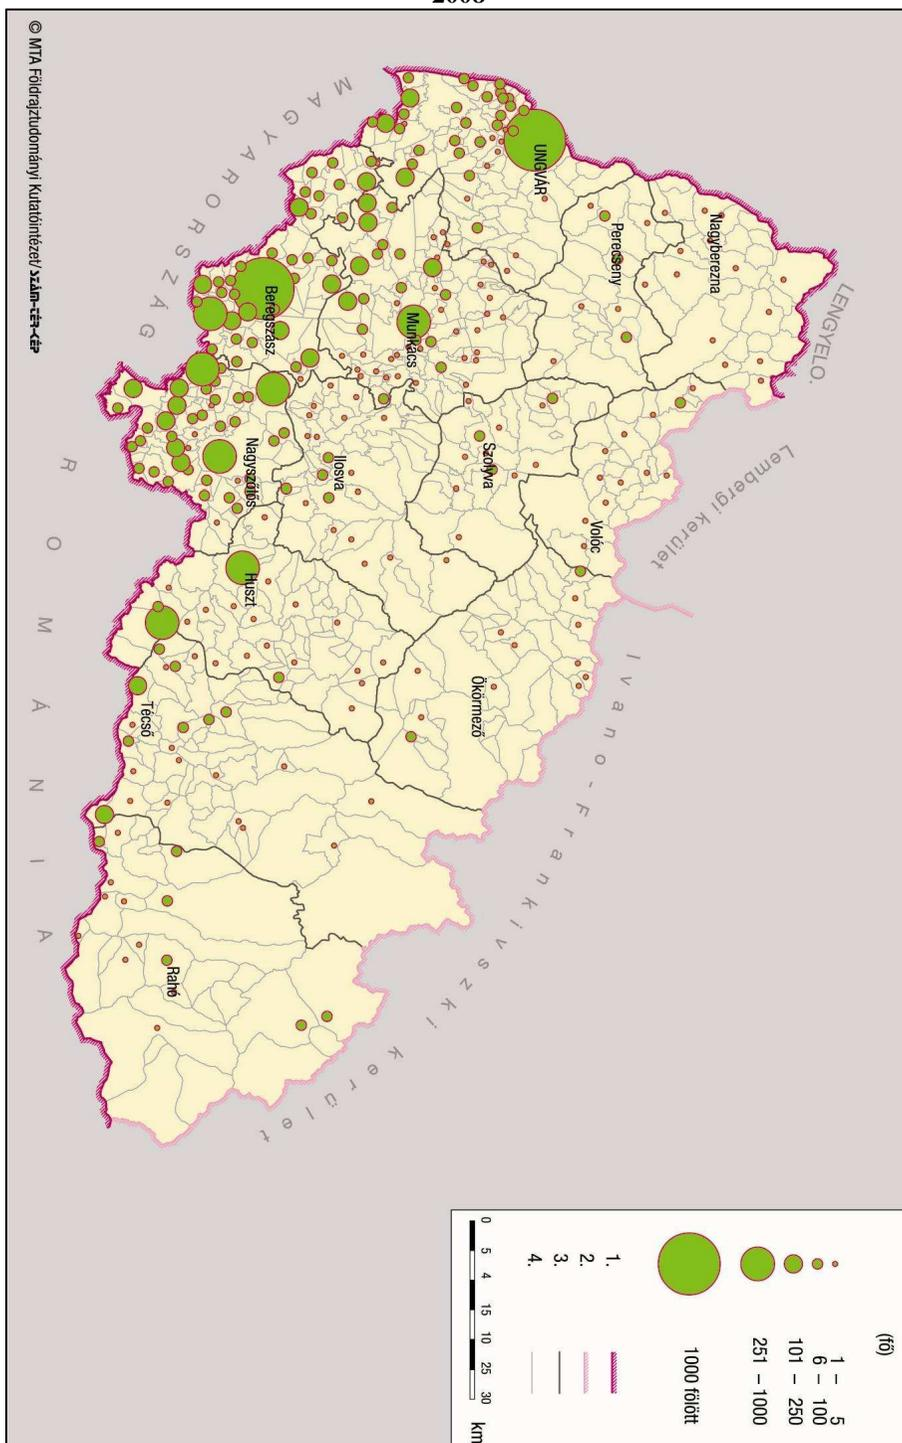 2008
© MTA Földrajztudományi Kutatóintézet/ SZÁM-TÉR-KÉP
LENGYELO.
Lembergi kerület
Ivano-Frankivszki kerület
MAGYARORSZÁG
ROMÁNIA
Nagyberezna
Perecseny
UNGVÁR
Munkács
Beregszász
Szolyva
Volóc
Ilosva
Nagyszőlős
Huszt
Ökörmező
Técső
Rahó
(fő)
1 – 5
6 – 100
101 – 250
251 – 1000
1000 fölött
1.
2.
3.
4.
0 5 4 15 10 25 30 km